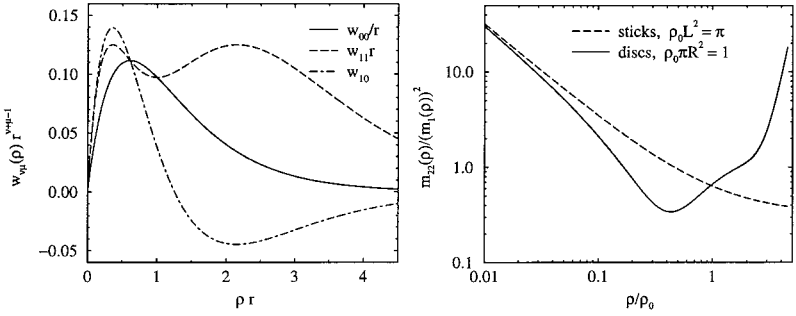 w₀₀/r
w₁₁r
w₁₀
w_νμ(ρ) r^ν+μ−1
0.15
0.10
0.05
0.00
−0.05
0
1
2
3
4
ρ r
sticks, ρ₀L² = π
discs, ρ₀πR² = 1
m₂₂(ρ)/(m₁(ρ))²
10.0
1.0
0.1
0.01
0.1
1
ρ/ρ₀